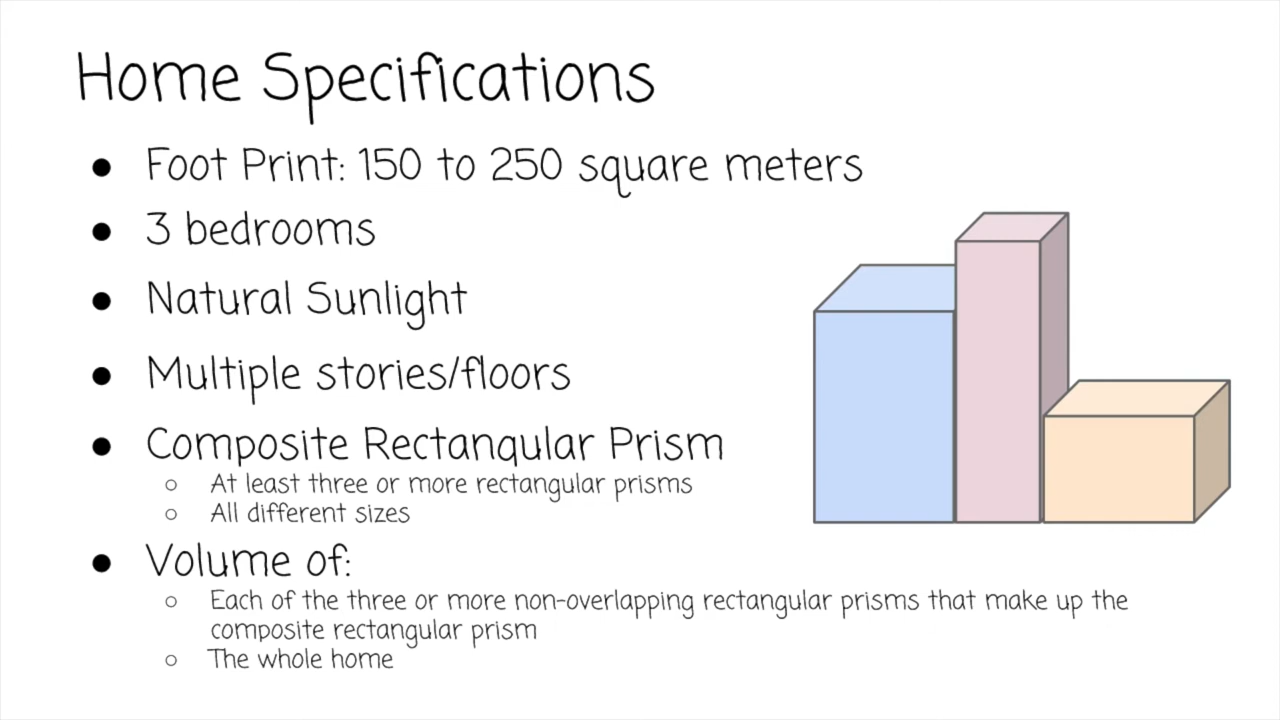 Home Specifications
● Foot Print: 150 to 250 square meters
● 3 bedrooms
● Natural Sunlight
● Multiple stories/floors
● Composite Rectangular Prism
○ At least three or more rectangular prisms
○ All different sizes
● Volume of:
○ Each of the three or more non-overlapping rectangular prisms that make up the
composite rectangular prism
○ The whole home